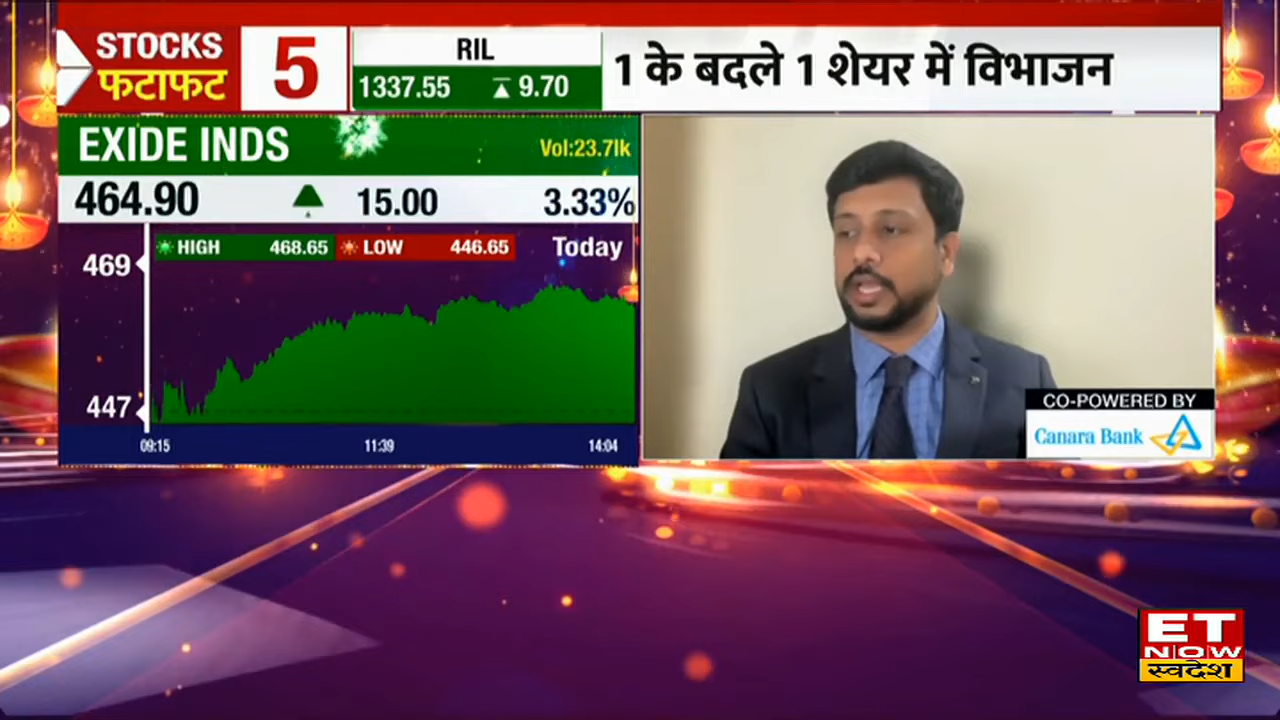 STOCKS
फटाफट
5
RIL
1337.55 9.70
1 के बदले 1 शेयर में विभाजन
EXIDE INDS Vol:23.7lk
464.90 15.00 3.33%
HIGH 468.65 LOW 446.65 Today
469
447
09:15 11:39 14:04
CO-POWERED BY
Canara Bank
ET
NOW
स्वदेश